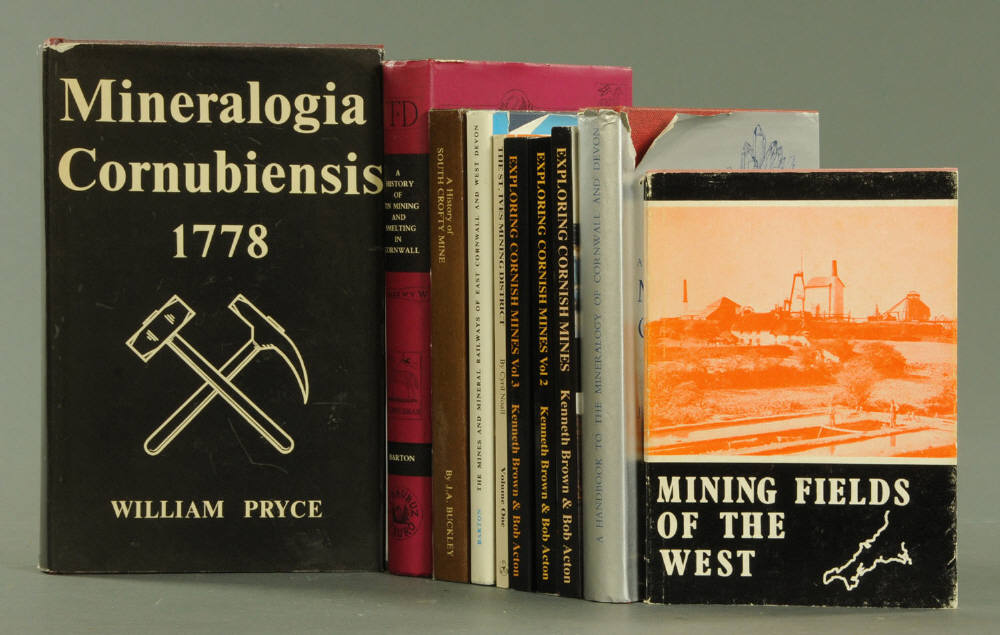 Mineralogia
Cornubiensis
1778
WILLIAM PRYCE
A
HISTORY
OF
TIN MINING
AND
SMELTING
IN
CORNWALL
BARTON
A History of
SOUTH CROFTY MINE
By J.A. BUCKLEY
BARTON THE MINES AND MINERAL RAILWAYS OF EAST CORNWALL AND WEST DEVON
THE ST. IVES MINING DISTRICT By Cyril Noall Volume One
EXPLORING CORNISH MINES Vol 3 Kenneth Brown & Bob Acton
EXPLORING CORNISH MINES Vol 2 Kenneth Brown & Bob Acton
EXPLORING CORNISH MINES Kenneth Brown & Bob Acton
A HANDBOOK TO THE MINERALOGY OF CORNWALL AND DEVON
MINING FIELDS
OF THE
WEST